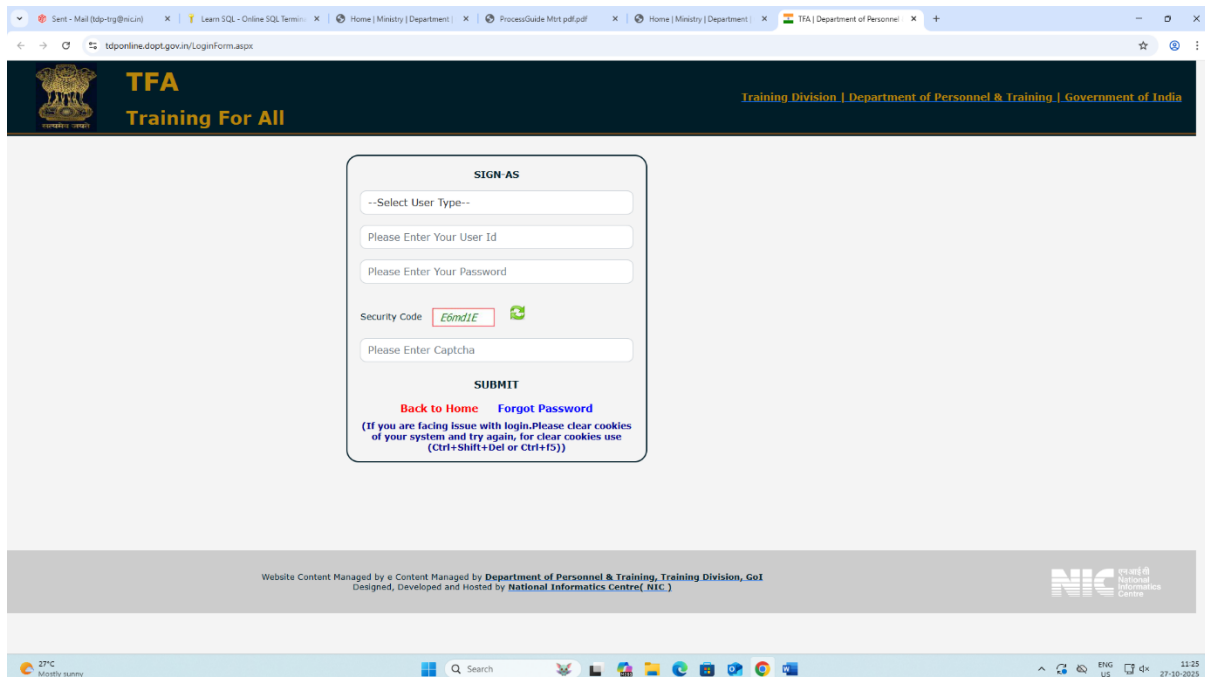 Sent - Mail (tdp-trg@nic.in)
Learn SQL - Online SQL Termin
Home | Ministry | Department |
ProcessGuide Mtrt pdf.pdf
Home | Ministry | Department |
TFA | Department of Personnel
tdponline.dopt.gov.in/LoginForm.aspx
सत्यमेव जयते
TFA
Training For All
Training Division | Department of Personnel & Training | Government of India
SIGN-AS
--Select User Type--
Please Enter Your User Id
Please Enter Your Password
Security Code E6md1E
Please Enter Captcha
SUBMIT
Back to Home Forgot Password
(If you are facing issue with login.Please clear cookies
of your system and try again, for clear cookies use
(Ctrl+Shift+Del or Ctrl+f5))
Website Content Managed by e Content Managed by Department of Personnel & Training, Training Division, GoI
Designed, Developed and Hosted by National Informatics Centre( NIC )
NIC
एन आई सी
National
Informatics
Centre
27°C
Mostly sunny
Search
ENG
US
11:25
27-10-2025